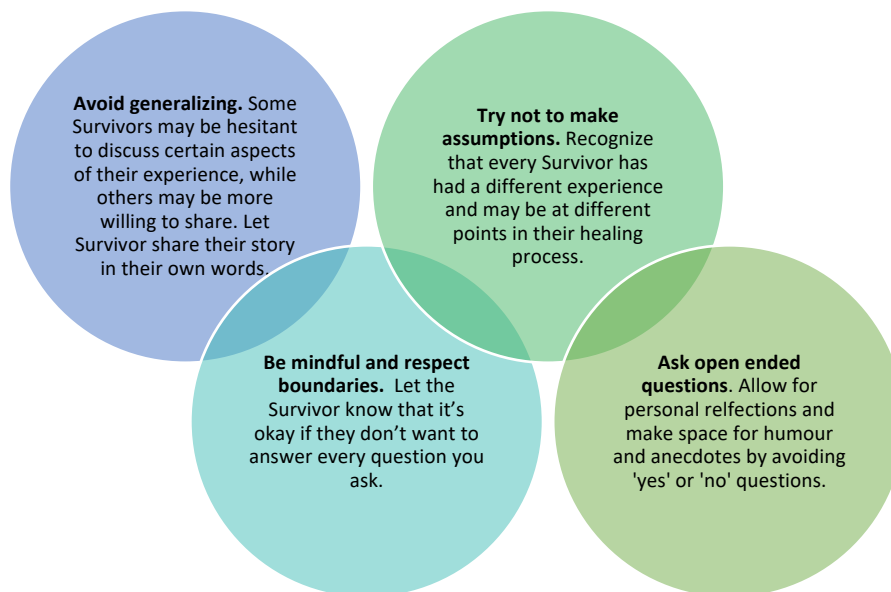 Avoid generalizing. Some
Survivors may be hesitant
to discuss certain aspects
of their experience, while
others may be more
willing to share. Let
Survivor share their story
in their own words.
Try not to make
assumptions. Recognize
that every Survivor has
had a different experience
and may be at different
points in their healing
process.
Be mindful and respect
boundaries.  Let the
Survivor know that it’s
okay if they don’t want to
answer every question you
ask.
Ask open ended
questions. Allow for
personal relfections and
make space for humour
and anecdotes by avoiding
'yes' or 'no' questions.